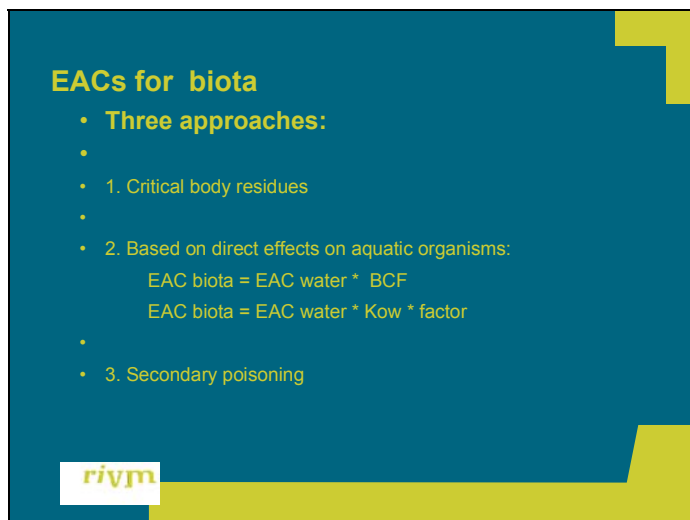 EACs for biota
• Three approaches:
•
• 1. Critical body residues
•
• 2. Based on direct effects on aquatic organisms:
EAC biota = EAC water * BCF
EAC biota = EAC water * Kow * factor
•
• 3. Secondary poisoning
rivm